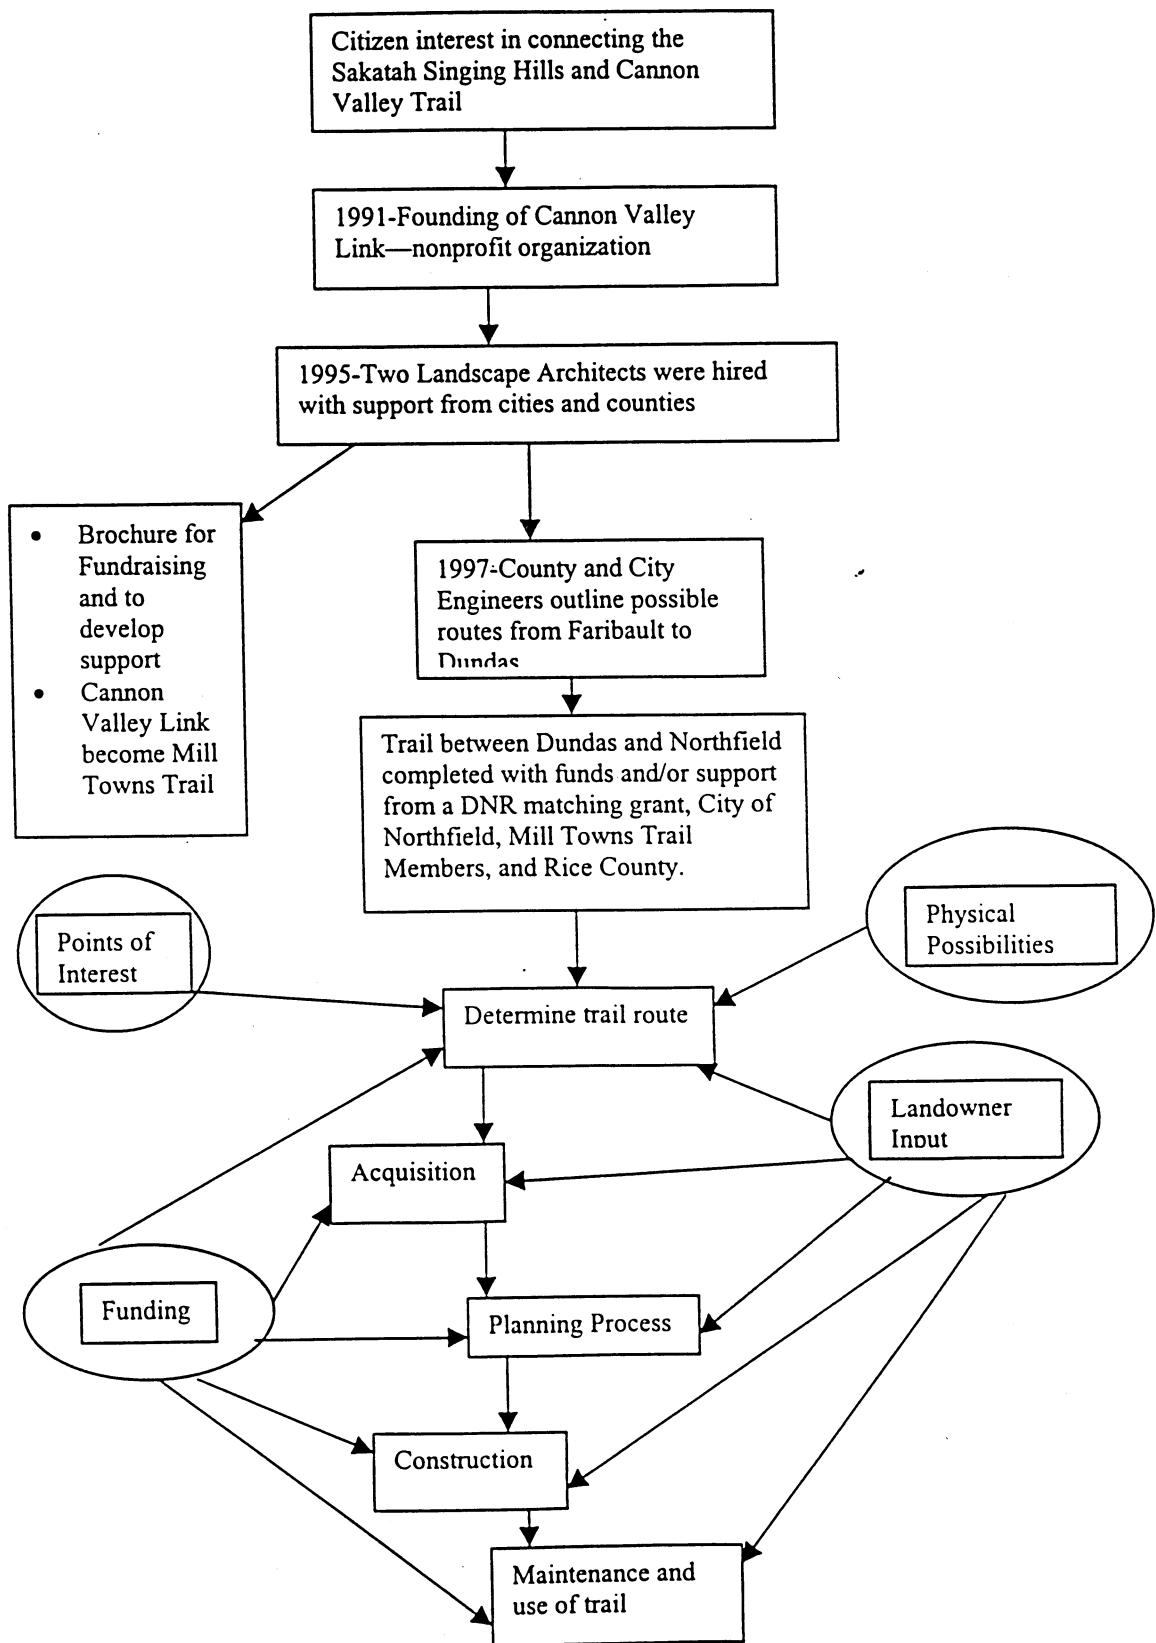 Citizen interest in connecting the
Sakatah Singing Hills and Cannon
Valley Trail
1991-Founding of Cannon Valley
Link—nonprofit organization
1995-Two Landscape Architects were hired
with support from cities and counties
• Brochure for
Fundraising
and to
develop
support
• Cannon
Valley Link
become Mill
Towns Trail
1997-County and City
Engineers outline possible
routes from Faribault to
Dundas
Trail between Dundas and Northfield
completed with funds and/or support
from a DNR matching grant, City of
Northfield, Mill Towns Trail
Members, and Rice County.
Points of
Interest
Physical
Possibilities
Determine trail route
Landowner
Input
Acquisition
Funding
Planning Process
Construction
Maintenance and
use of trail